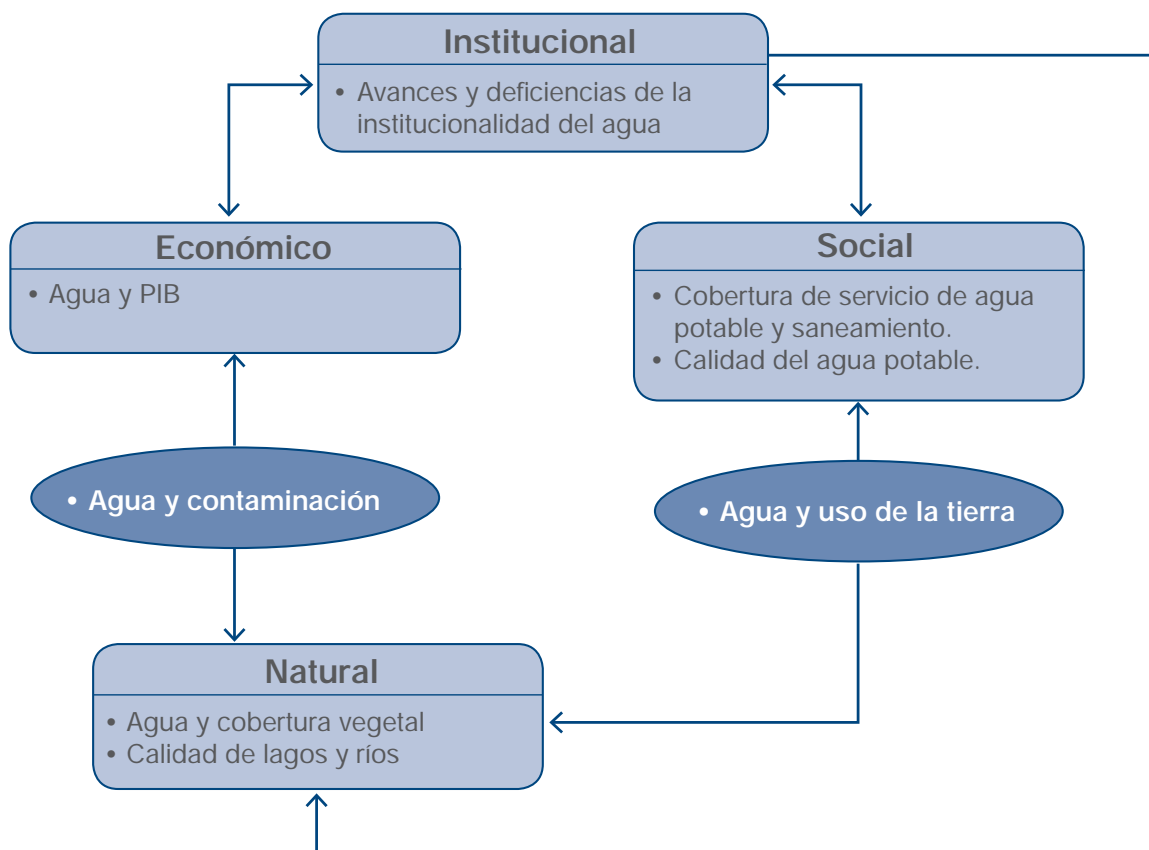 Institucional
• Avances y deficiencias de la
institucionalidad del agua
Económico
• Agua y PIB
Social
• Cobertura de servicio de agua
potable y saneamiento.
• Calidad del agua potable.
• Agua y contaminación
• Agua y uso de la tierra
Natural
• Agua y cobertura vegetal
• Calidad de lagos y ríos